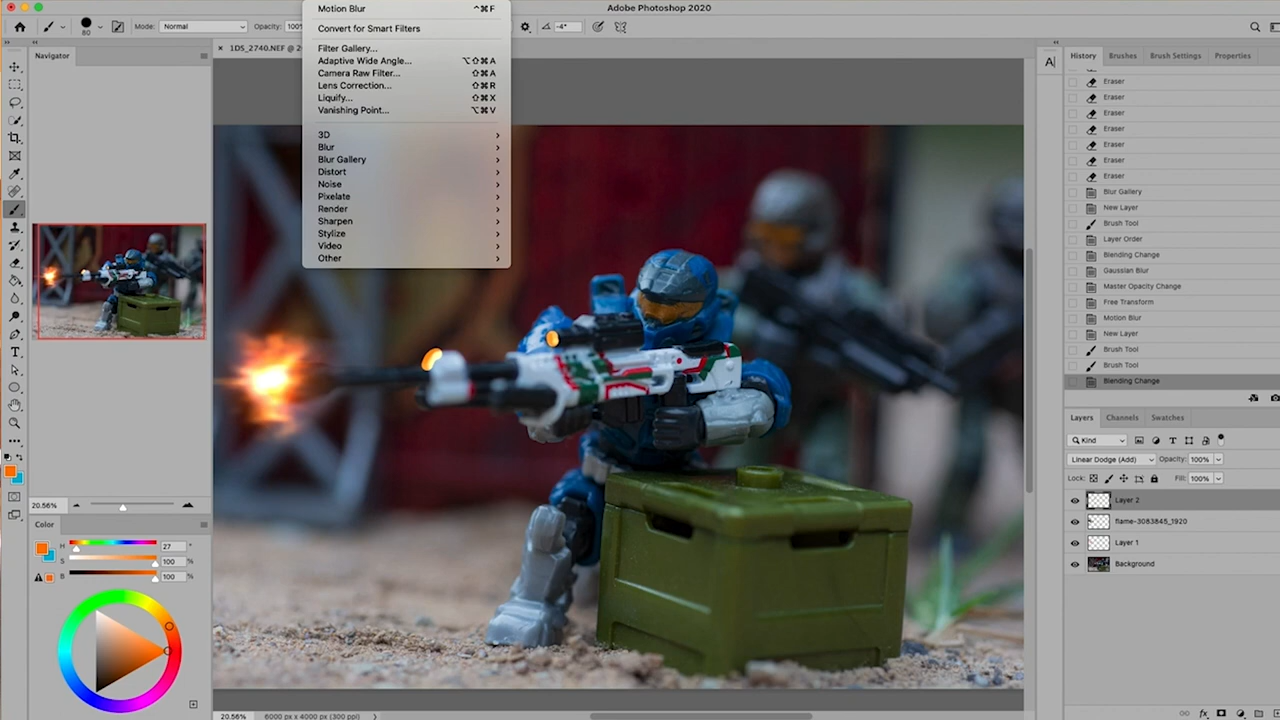 Motion Blur ^⌘F
Adobe Photoshop 2020
80 Mode: Normal Opacity: 100% -4°
Convert for Smart Filters
Filter Gallery...
Adaptive Wide Angle... ⌥⇧⌘A
Camera Raw Filter... ⇧⌘A
Lens Correction... ⇧⌘R
Liquify... ⇧⌘X
Vanishing Point... ⌥⌘V
3D
Blur
Blur Gallery
Distort
Noise
Pixelate
Render
Sharpen
Stylize
Video
Other
Navigator
20.56%
Color
H 27 °
S 100 %
B 100 %
1DS_2740.NEF @
20.56% 6000 px x 4000 px (300 ppi)
A
History Brushes Brush Settings Properties
Eraser
Eraser
Eraser
Eraser
Eraser
Eraser
Eraser
Blur Gallery
New Layer
Brush Tool
Layer Order
Blending Change
Gaussian Blur
Master Opacity Change
Free Transform
Motion Blur
New Layer
Brush Tool
Brush Tool
Blending Change
Layers Channels Swatches
Kind
Linear Dodge (Add) Opacity: 100%
Lock: Fill: 100%
Layer 2
flame-3083845_1920
Layer 1
Background